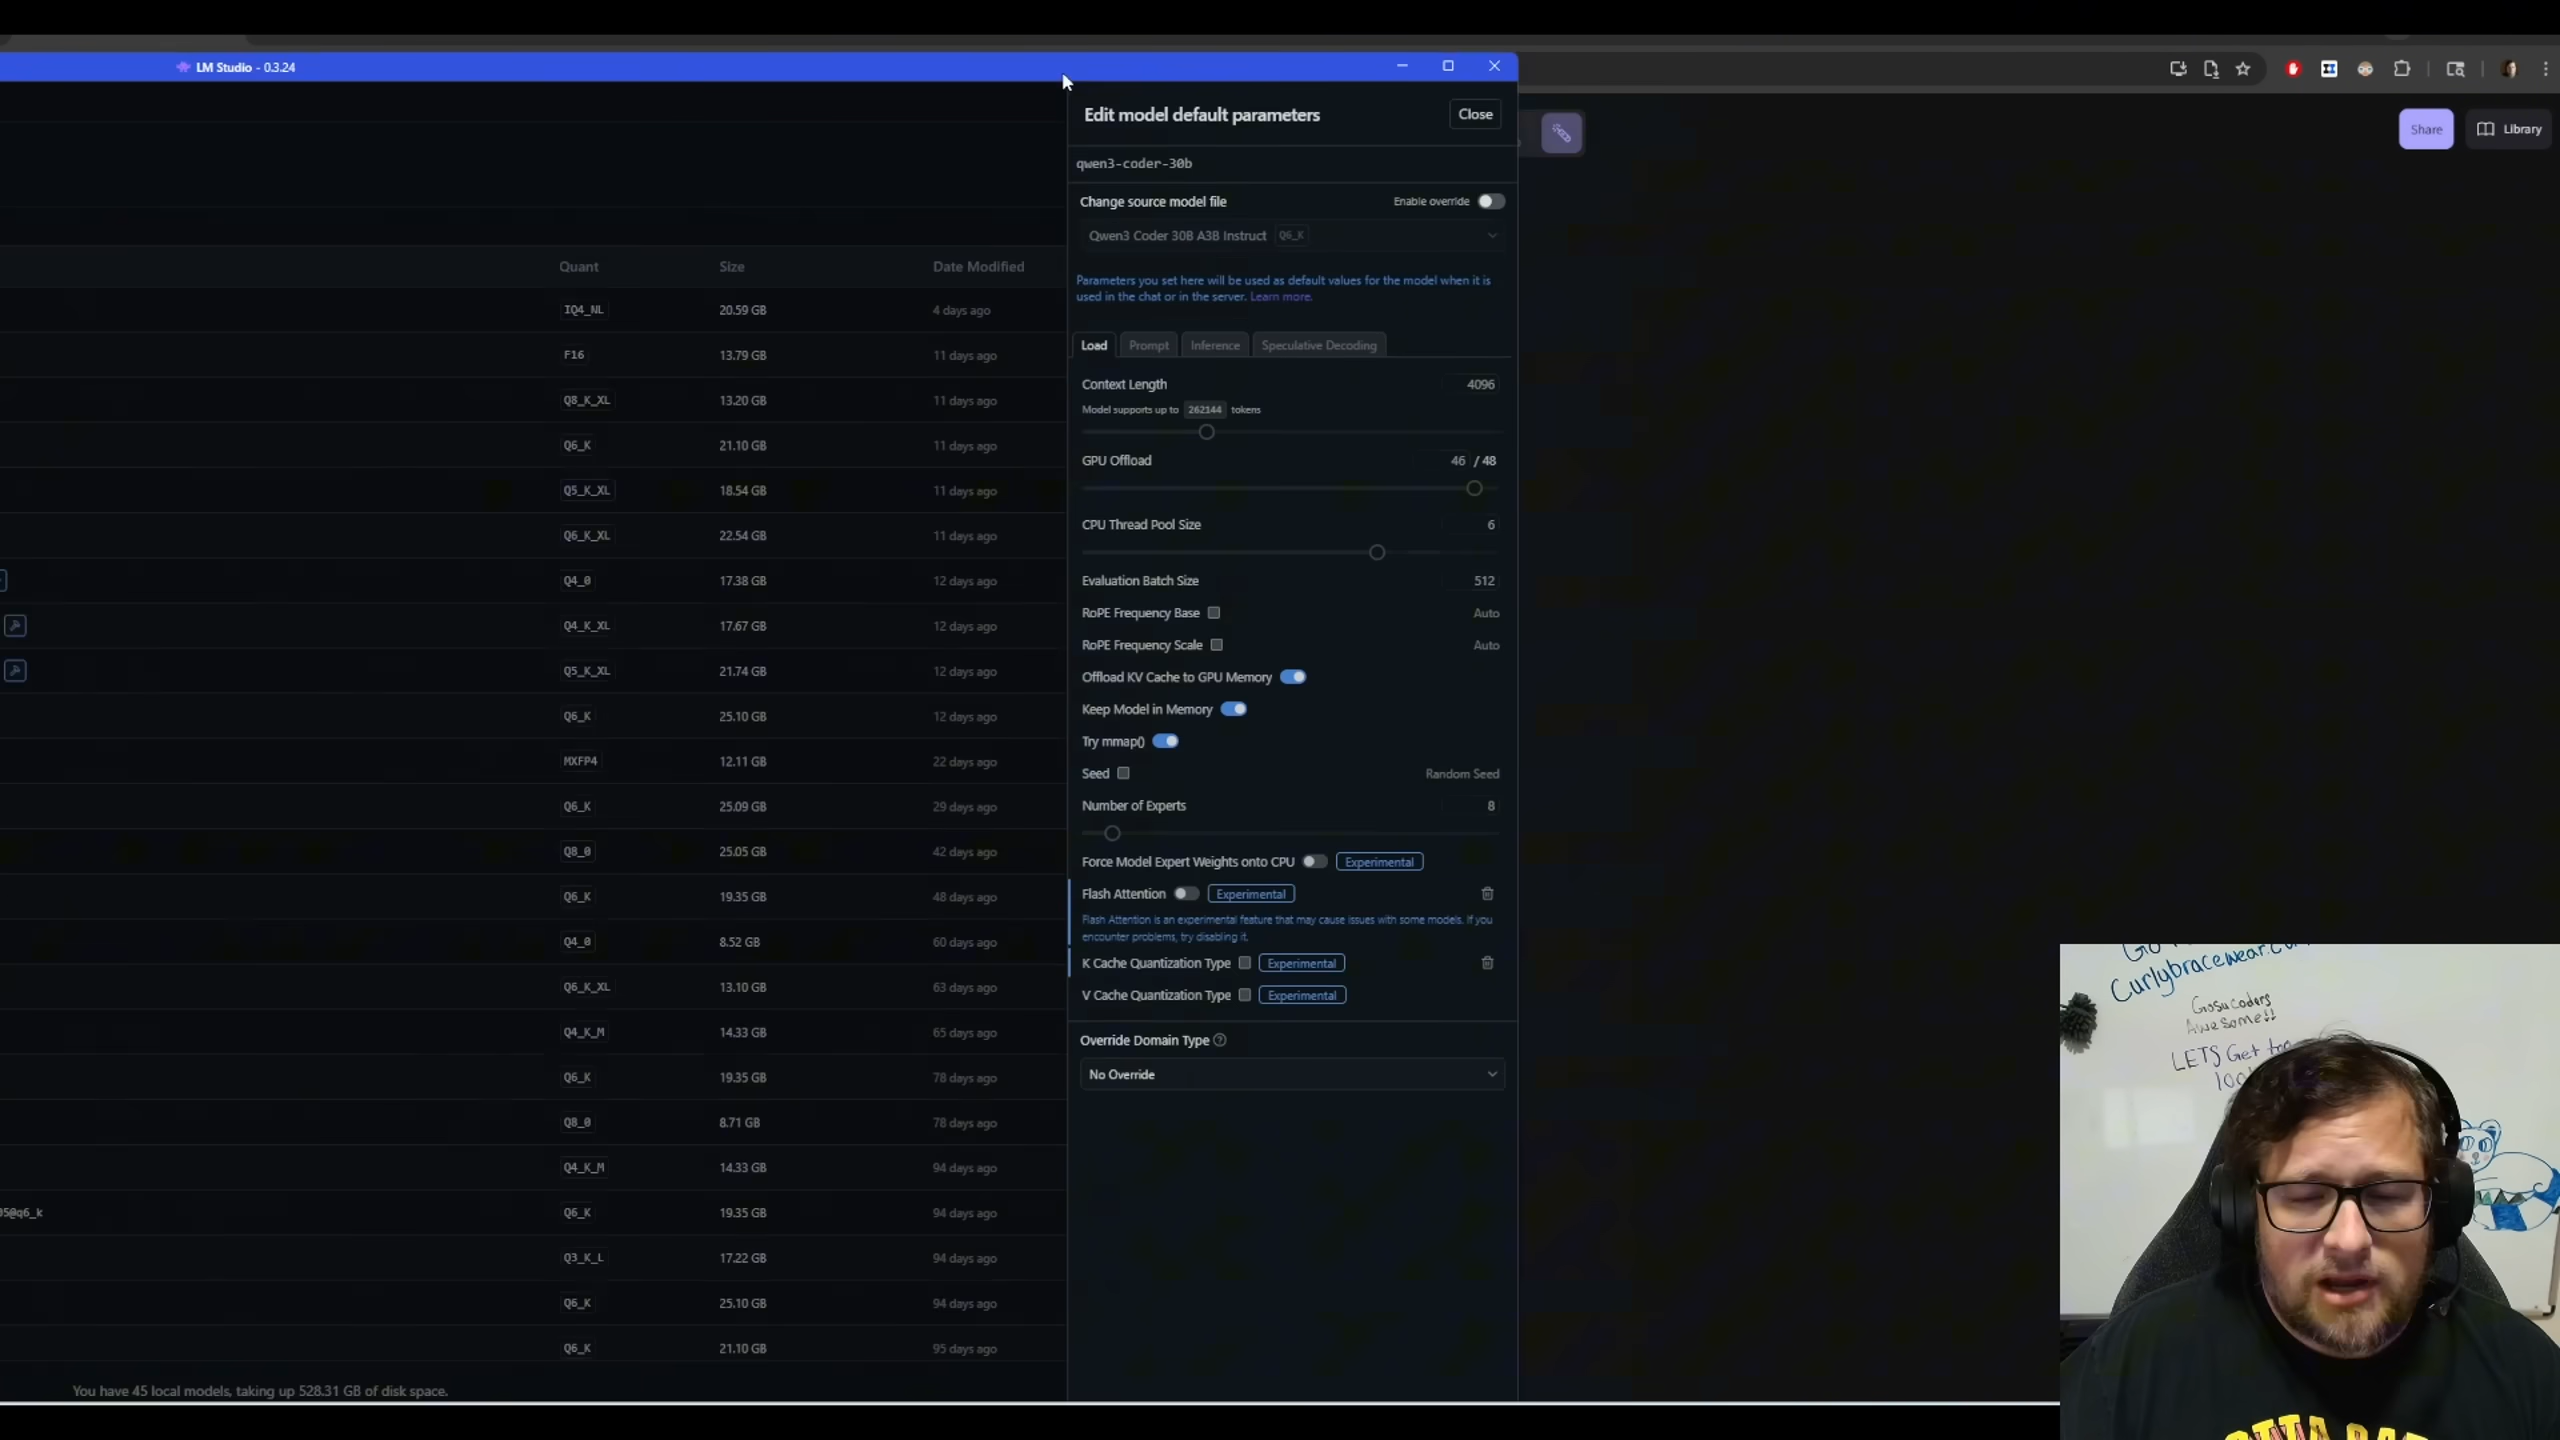 LM Studio - 0.3.24
Share
Library
Edit model default parameters
Close
qwen3-coder-30b
Change source model file
Enable override
Qwen3 Coder 30B A3B Instruct Q6_K
Parameters you set here will be used as default values for the model when it is
used in the chat or in the server. Learn more.
Load
Prompt
Inference
Speculative Decoding
Context Length
4096
Model supports up to 262144 tokens
GPU Offload
46 / 48
CPU Thread Pool Size
6
Evaluation Batch Size
512
RoPE Frequency Base
Auto
RoPE Frequency Scale
Auto
Offload KV Cache to GPU Memory
Keep Model in Memory
Try mmap()
Seed
Random Seed
Number of Experts
8
Force Model Expert Weights onto CPU
Experimental
Flash Attention
Experimental
Flash Attention is an experimental feature that may cause issues with some models. If you
encounter problems, try disabling it.
K Cache Quantization Type
Experimental
V Cache Quantization Type
Experimental
Override Domain Type
No Override
Quant Size Date Modified
IQ4_NL 20.59 GB 4 days ago
F16 13.79 GB 11 days ago
Q8_K_XL 13.20 GB 11 days ago
Q6_K 21.10 GB 11 days ago
Q5_K_XL 18.54 GB 11 days ago
Q6_K_XL 22.54 GB 11 days ago
Q4_0 17.38 GB 12 days ago
Q4_K_XL 17.67 GB 12 days ago
Q5_K_XL 21.74 GB 12 days ago
Q6_K 25.10 GB 12 days ago
MXFP4 12.11 GB 22 days ago
Q6_K 25.09 GB 29 days ago
Q8_0 25.05 GB 42 days ago
Q6_K 19.35 GB 48 days ago
Q4_0 8.52 GB 60 days ago
Q6_K_XL 13.10 GB 63 days ago
Q4_K_M 14.33 GB 65 days ago
Q6_K 19.35 GB 78 days ago
Q8_0 8.71 GB 78 days ago
Q4_K_M 14.33 GB 94 days ago
05@q6_k Q6_K 19.35 GB 94 days ago
Q3_K_L 17.22 GB 94 days ago
Q6_K 25.10 GB 94 days ago
Q6_K 21.10 GB 95 days ago
You have 45 local models, taking up 528.31 GB of disk space.
Gosucoders
Awesome!!
LETS Get